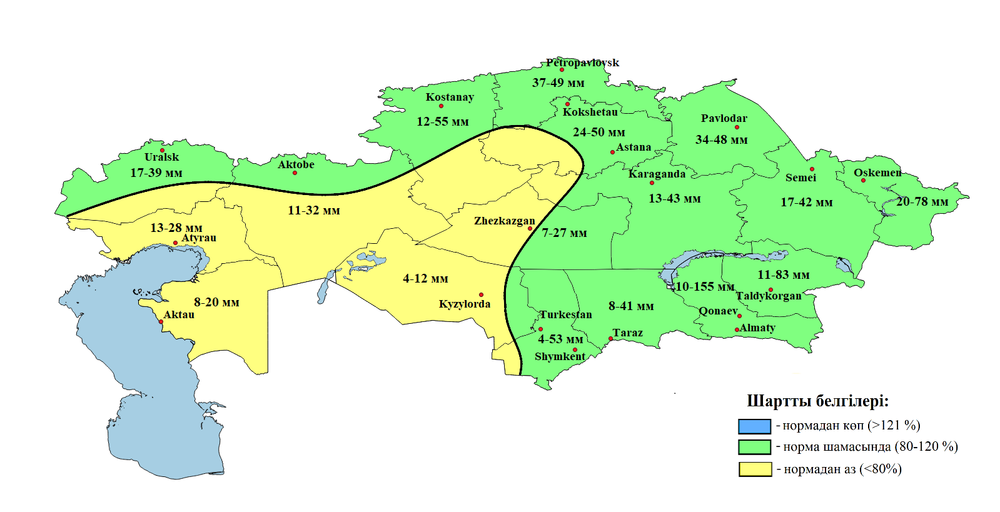 Petropavlovsk
37-49 мм
Kostanay
12-55 мм
Kokshetau
24-50 мм
Pavlodar
34-48 мм
Astana
Uralsk
17-39 мм
Aktobe
Karaganda
13-43 мм
Semei
17-42 мм
Oskemen
20-78 мм
11-32 мм
13-28 мм
Atyrau
Zhezkazgan
7-27 мм
4-12 мм
Kyzylorda
8-20 мм
Aktau
11-83 мм
Taldykorgan
10-155 мм
Qonaev
Almaty
8-41 мм
Turkestan
4-53 мм
Shymkent
Taraz
Шартты белгілері:
- нормадан көп (>121 %)
- норма шамасында (80-120 %)
- нормадан аз (<80%)